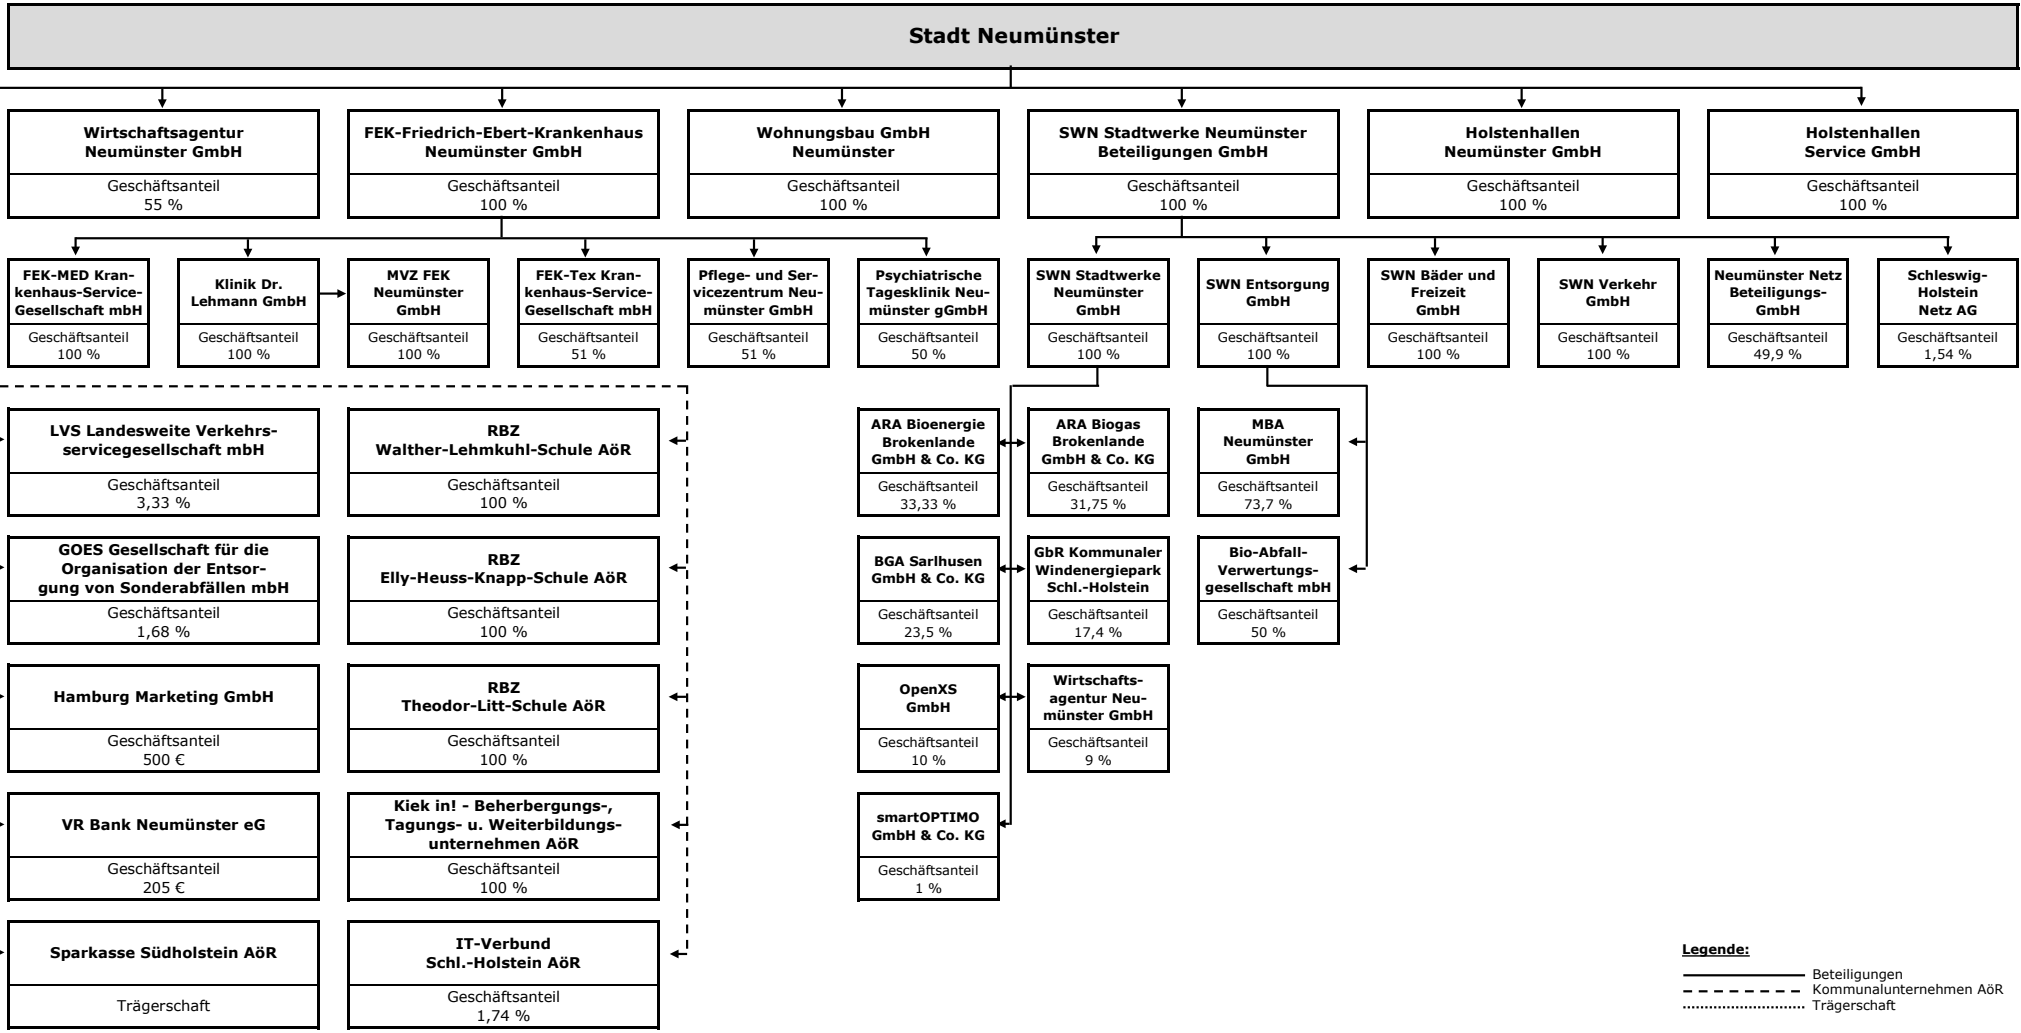 Stadt Neumünster
Wirtschaftsagentur
Neumünster GmbH
Geschäftsanteil
55 %
FEK-Friedrich-Ebert-Krankenhaus
Neumünster GmbH
Geschäftsanteil
100 %
Wohnungsbau GmbH
Neumünster
Geschäftsanteil
100 %
SWN Stadtwerke Neumünster
Beteiligungen GmbH
Geschäftsanteil
100 %
Holstenhallen
Neumünster GmbH
Geschäftsanteil
100 %
Holstenhallen
Service GmbH
Geschäftsanteil
100 %
FEK-MED Kran-
kenhaus-Service-
Gesellschaft mbH
Geschäftsanteil
100 %
Klinik Dr.
Lehmann GmbH
Geschäftsanteil
100 %
MVZ FEK
Neumünster
GmbH
Geschäftsanteil
100 %
FEK-Tex Kran-
kenhaus-Service-
Gesellschaft mbH
Geschäftsanteil
51 %
Pflege- und Ser-
vicezentrum Neu-
münster GmbH
Geschäftsanteil
51 %
Psychiatrische
Tagesklinik Neu-
münster gGmbH
Geschäftsanteil
50 %
SWN Stadtwerke
Neumünster
GmbH
Geschäftsanteil
100 %
SWN Entsorgung
GmbH
Geschäftsanteil
100 %
SWN Bäder und
Freizeit
GmbH
Geschäftsanteil
100 %
SWN Verkehr
GmbH
Geschäftsanteil
100 %
Neumünster Netz
Beteiligungs-
GmbH
Geschäftsanteil
49,9 %
Schleswig-
Holstein
Netz AG
Geschäftsanteil
1,54 %
LVS Landesweite Verkehrs-
servicegesellschaft mbH
Geschäftsanteil
3,33 %
RBZ
Walther-Lehmkuhl-Schule AöR
Geschäftsanteil
100 %
ARA Bioenergie
Brokenlande
GmbH & Co. KG
Geschäftsanteil
33,33 %
ARA Biogas
Brokenlande
GmbH & Co. KG
Geschäftsanteil
31,75 %
MBA
Neumünster
GmbH
Geschäftsanteil
73,7 %
GOES Gesellschaft für die
Organisation der Entsor-
gung von Sonderabfällen mbH
Geschäftsanteil
1,68 %
RBZ
Elly-Heuss-Knapp-Schule AöR
Geschäftsanteil
100 %
BGA Sarlhusen
GmbH & Co. KG
Geschäftsanteil
23,5 %
GbR Kommunaler
Windenergiepark
Schl.-Holstein
Geschäftsanteil
17,4 %
Bio-Abfall-
Verwertungs-
gesellschaft mbH
Geschäftsanteil
50 %
Hamburg Marketing GmbH
Geschäftsanteil
500 €
RBZ
Theodor-Litt-Schule AöR
Geschäftsanteil
100 %
OpenXS
GmbH
Geschäftsanteil
10 %
Wirtschafts-
agentur Neu-
münster GmbH
Geschäftsanteil
9 %
VR Bank Neumünster eG
Geschäftsanteil
205 €
Kiek in! - Beherbergungs-,
Tagungs- u. Weiterbildungs-
unternehmen AöR
Geschäftsanteil
100 %
smartOPTIMO
GmbH & Co. KG
Geschäftsanteil
1 %
Sparkasse Südholstein AöR
Trägerschaft
IT-Verbund
Schl.-Holstein AöR
Geschäftsanteil
1,74 %
Legende:
Beteiligungen
Kommunalunternehmen AöR
Trägerschaft